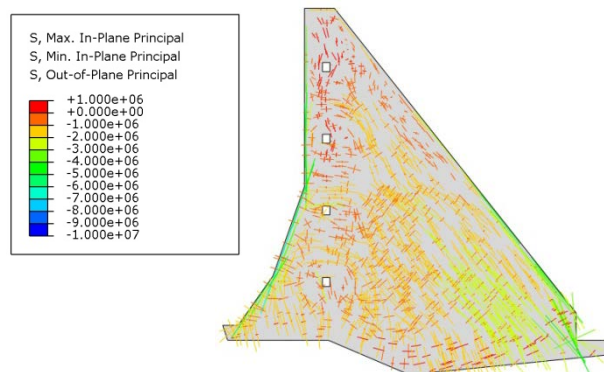 S, Max. In-Plane Principal
S, Min. In-Plane Principal
S, Out-of-Plane Principal
+1.000e+06
+0.000e+00
-1.000e+06
-2.000e+06
-3.000e+06
-4.000e+06
-5.000e+06
-6.000e+06
-7.000e+06
-8.000e+06
-9.000e+06
-1.000e+07